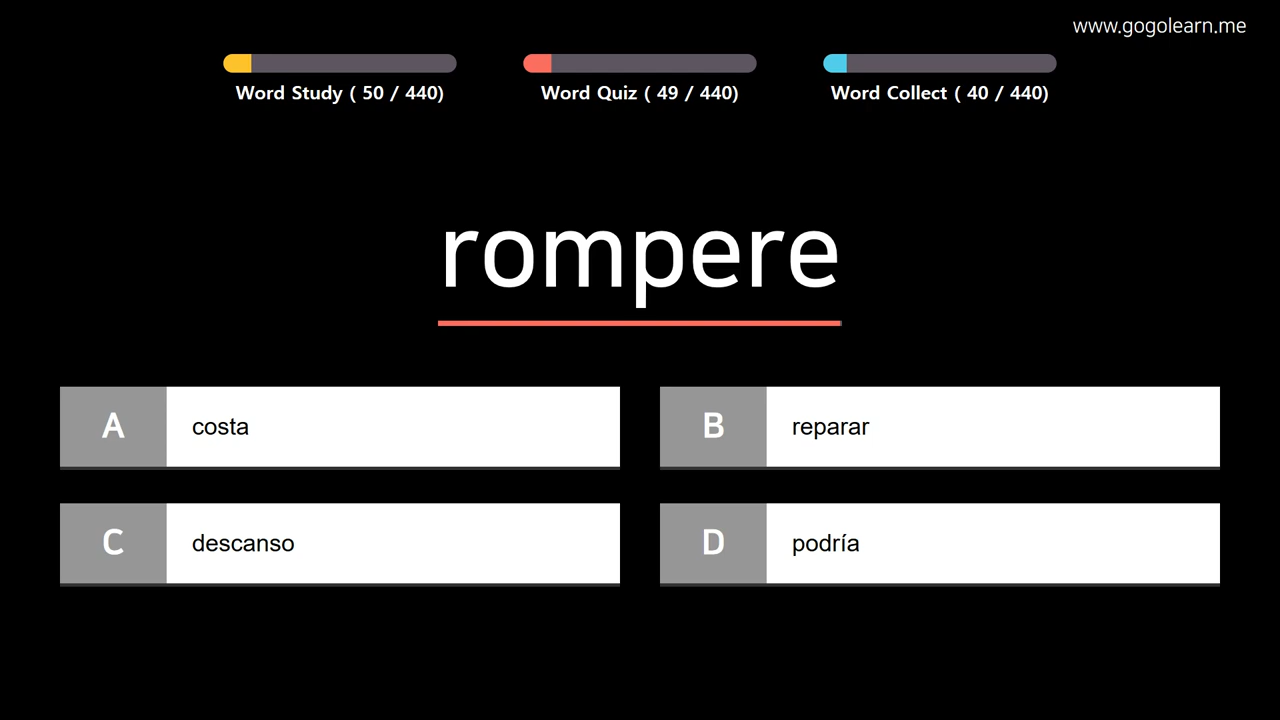 www.gogolearn.me
Word Study ( 50 / 440)
Word Quiz ( 49 / 440)
Word Collect ( 40 / 440)
rompere
A costa
B reparar
C descanso
D podría